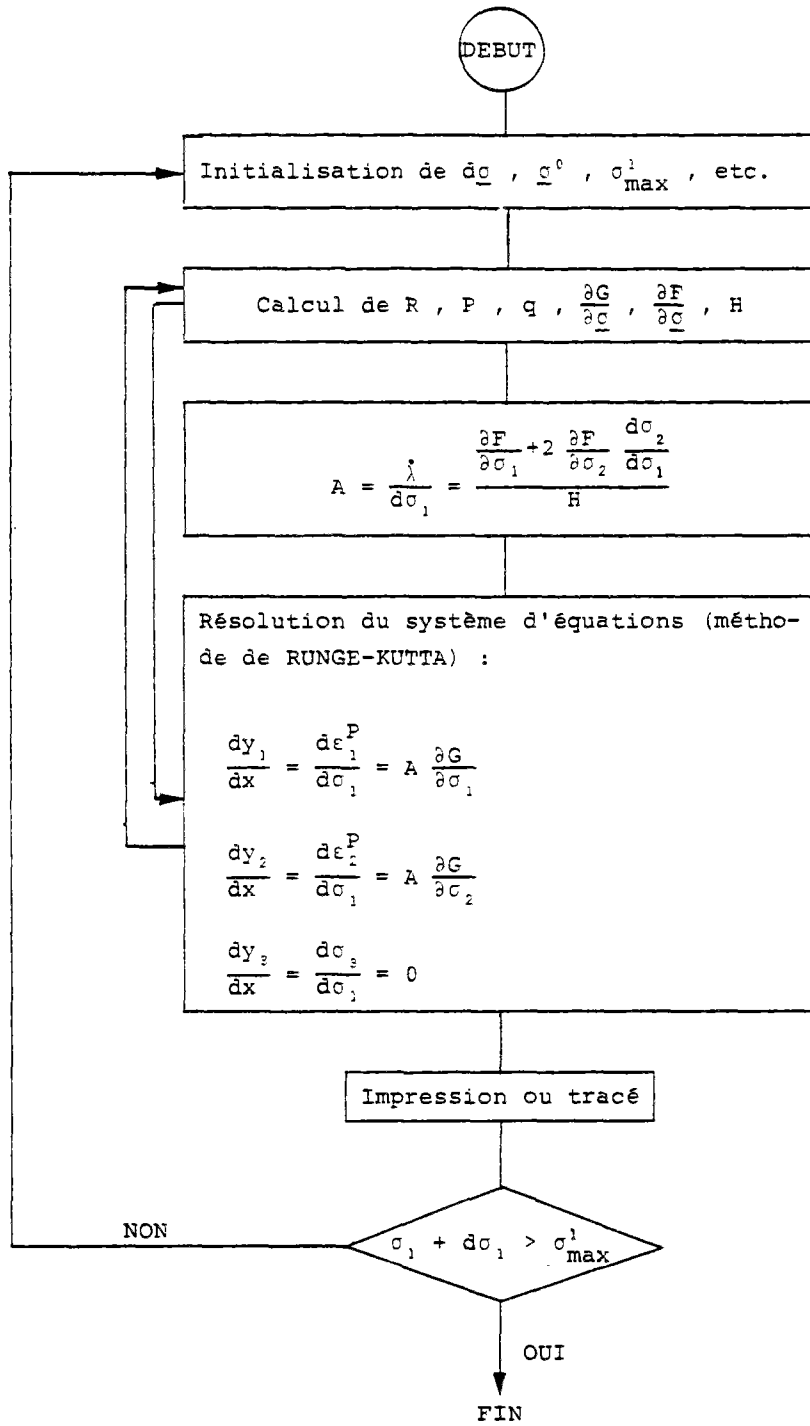 DEBUT
Initialisation de dσ , σ° , σ¹max , etc.
Calcul de R , P , q , ∂G/∂σ , ∂F/∂σ , H
A = λ̇/dσ₁ = (∂F/∂σ₁ + 2 ∂F/∂σ₂ dσ₂/dσ₁)/H
Résolution du système d'équations (métho-
de de RUNGE-KUTTA) :
dy₁/dx = dε₁ᴾ/dσ₁ = A ∂G/∂σ₁
dy₂/dx = dε₂ᴾ/dσ₁ = A ∂G/∂σ₂
dy₃/dx = dσ₃/dσ₁ = 0
Impression ou tracé
NON
σ₁ + dσ₁ > σ¹max
OUI
FIN